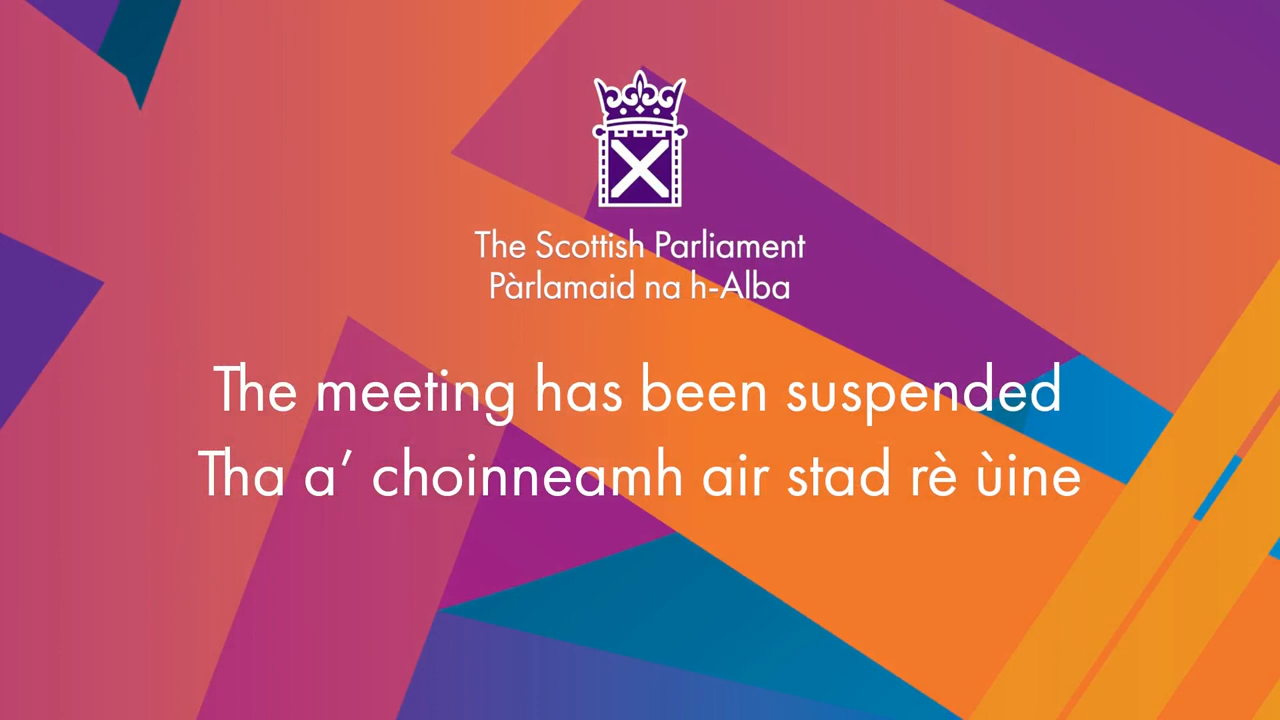 The Scottish Parliament
Pàrlamaid na h-Alba
The meeting has been suspended
Tha a’ choinneamh air stad rè ùine